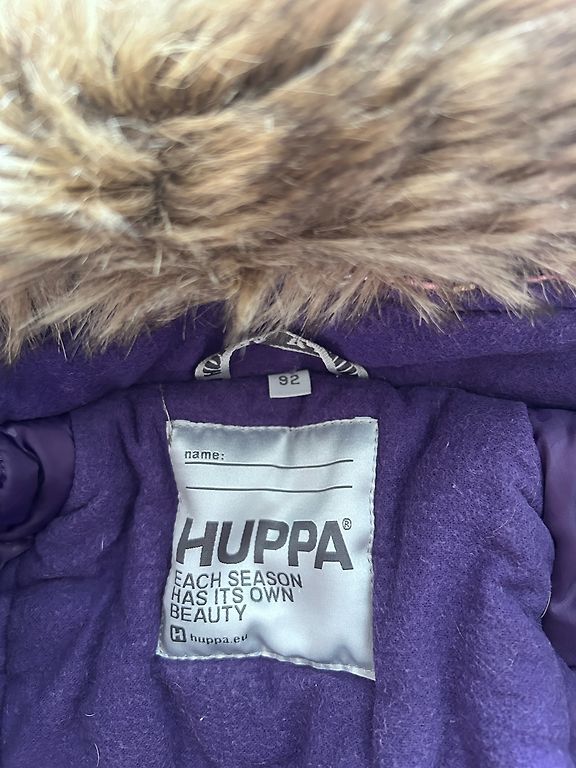 92
name:
HUPPA®
EACH SEASON
HAS ITS OWN
BEAUTY
H huppa.eu